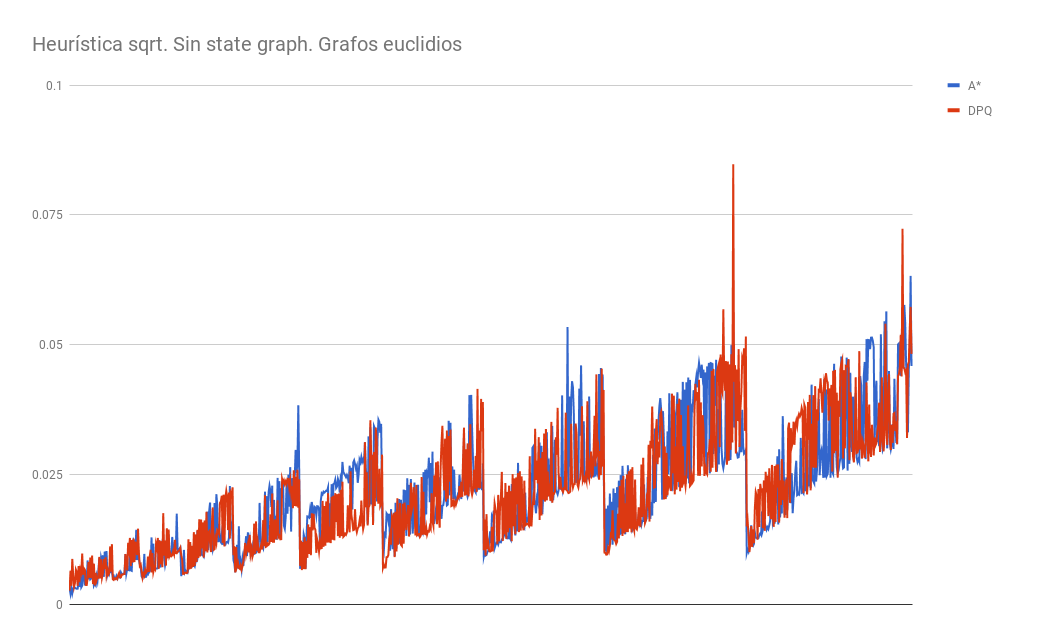 Heurística sqrt. Sin state graph. Grafos euclidios
0.1
0.075
0.05
0.025
0
A*
DPQ